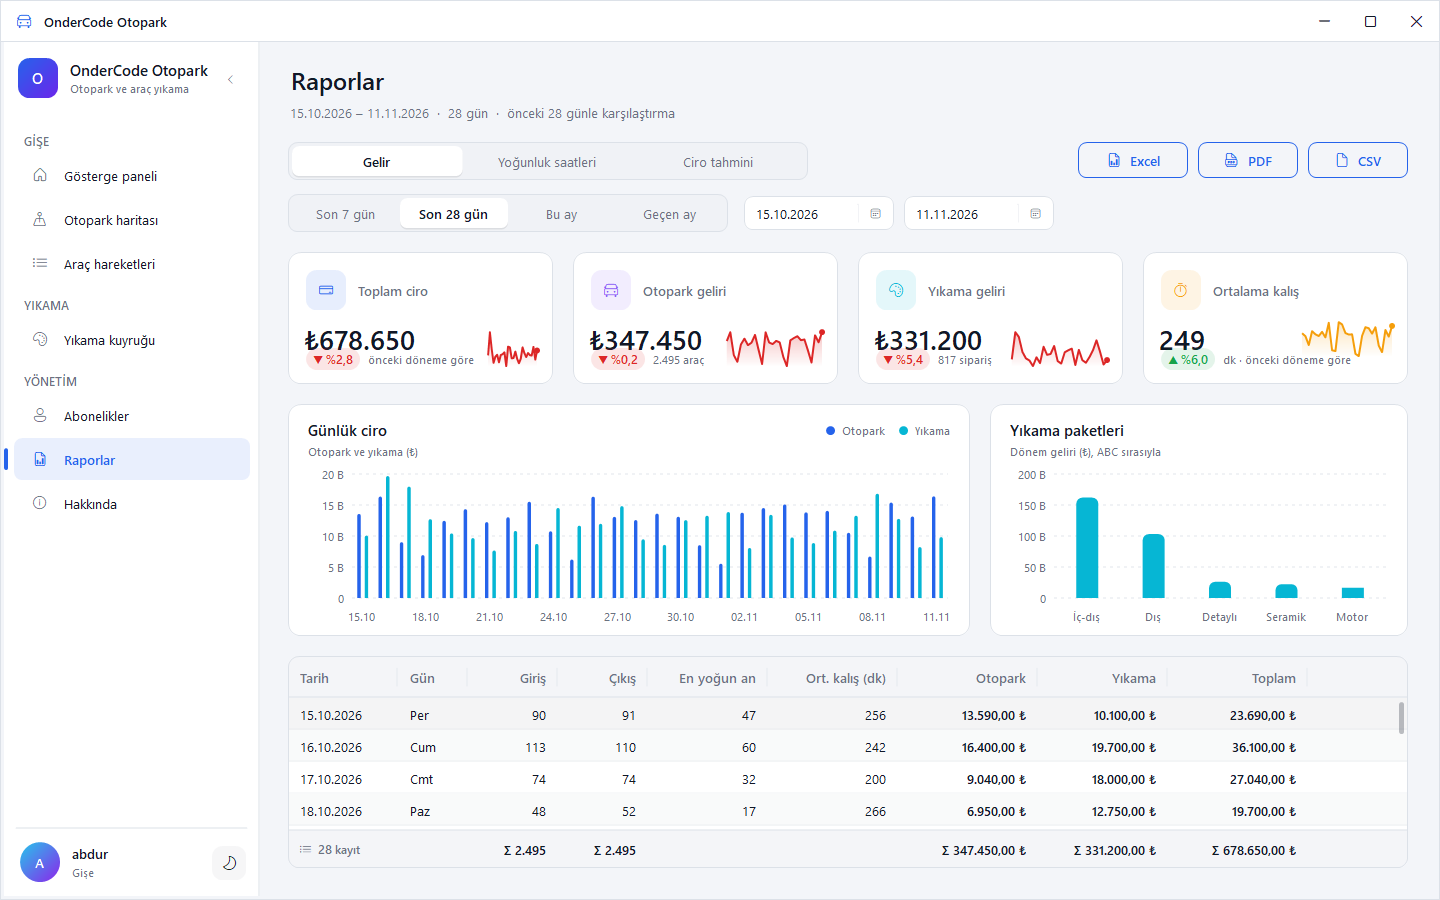 OnderCode Otopark
O
OnderCode Otopark
Otopark ve araç yıkama
GİŞE
Gösterge paneli
Otopark haritası
Araç hareketleri
YIKAMA
Yıkama kuyruğu
YÖNETİM
Abonelikler
Raporlar
Hakkında
A
abdur
Gişe
Raporlar
15.10.2026 – 11.11.2026 · 28 gün · önceki 28 günle karşılaştırma
Gelir Yoğunluk saatleri Ciro tahmini
Excel PDF CSV
Son 7 gün Son 28 gün Bu ay Geçen ay 15.10.2026 11.11.2026
Toplam ciro
₺678.650
▼ %2,8 önceki döneme göre
Otopark geliri
₺347.450
▼ %0,2 2.495 araç
Yıkama geliri
₺331.200
▼ %5,4 817 sipariş
Ortalama kalış
249
▲ %6,0 dk · önceki döneme göre
Günlük ciro
Otopark Yıkama
Otopark ve yıkama (₺)
20 B
15 B
10 B
5 B
0
15.10 18.10 21.10 24.10 27.10 30.10 02.11 05.11 08.11 11.11
Yıkama paketleri
Dönem geliri (₺), ABC sırasıyla
200 B
150 B
100 B
50 B
0
İç-dış Dış Detaylı Seramik Motor
Tarih Gün Giriş Çıkış En yoğun an Ort. kalış (dk) Otopark Yıkama Toplam
15.10.2026 Per 90 91 47 256 13.590,00 ₺ 10.100,00 ₺ 23.690,00 ₺
16.10.2026 Cum 113 110 60 242 16.400,00 ₺ 19.700,00 ₺ 36.100,00 ₺
17.10.2026 Cmt 74 74 32 200 9.040,00 ₺ 18.000,00 ₺ 27.040,00 ₺
18.10.2026 Paz 48 52 17 266 6.950,00 ₺ 12.750,00 ₺ 19.700,00 ₺
28 kayıt Σ 2.495 Σ 2.495 Σ 347.450,00 ₺ Σ 331.200,00 ₺ Σ 678.650,00 ₺